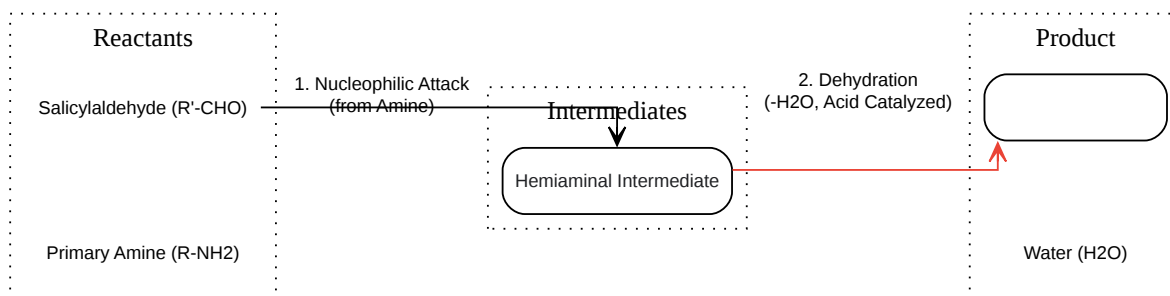 Reactants
Salicylaldehyde (R'-CHO)
Primary Amine (R-NH2)
1. Nucleophilic Attack
(from Amine)
Intermediates
Hemiaminal Intermediate
2. Dehydration
(-H2O, Acid Catalyzed)
Product
Water (H2O)